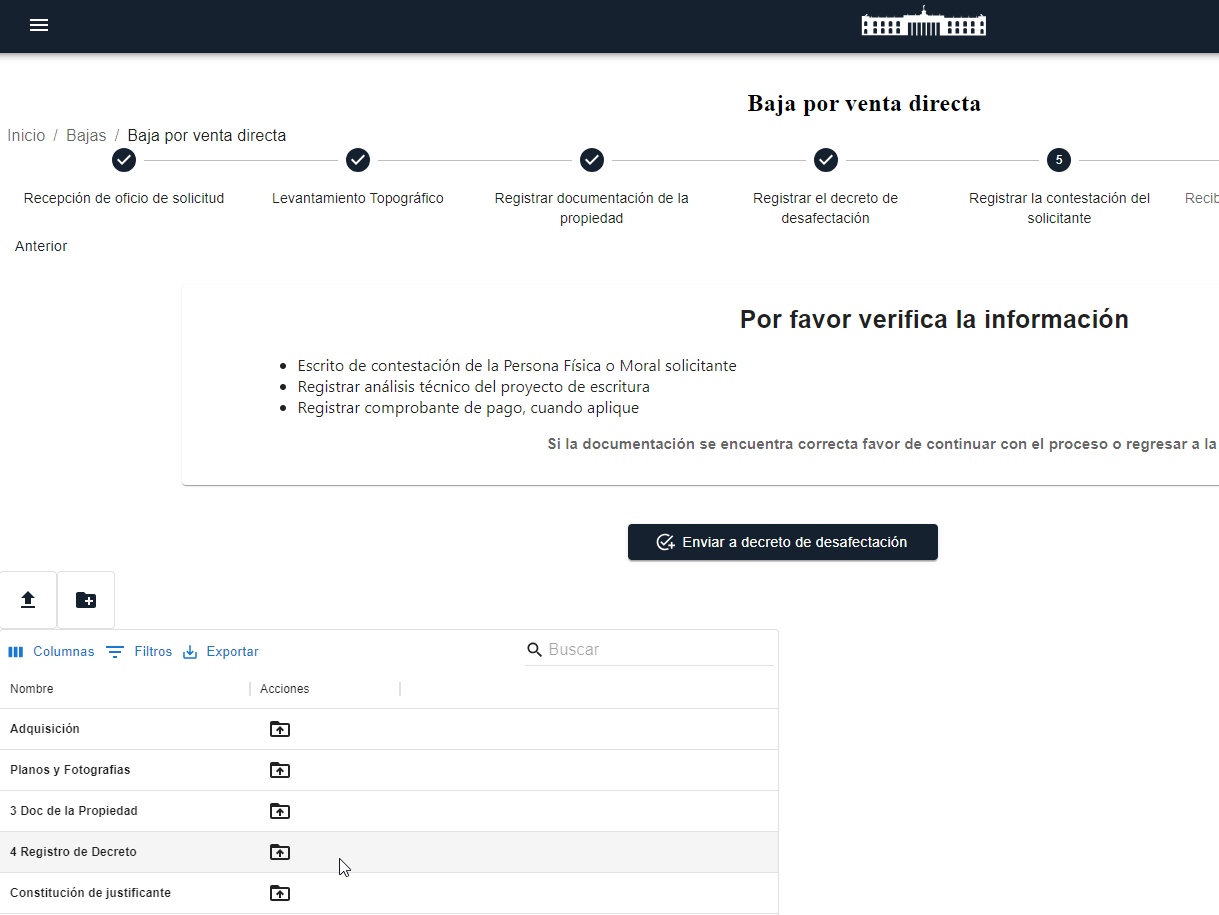 Baja por venta directa
Inicio / Bajas / Baja por venta directa
5
Recepción de oficio de solicitud
Levantamiento Topográfico
Registrar documentación de la
propiedad
Registrar el decreto de
desafectación
Registrar la contestación del
solicitante
Recib
Anterior
Por favor verifica la información
Escrito de contestación de la Persona Física o Moral solicitante
Registrar análisis técnico del proyecto de escritura
Registrar comprobante de pago, cuando aplique
Si la documentación se encuentra correcta favor de continuar con el proceso o regresar a la
Enviar a decreto de desafectación
Columnas Filtros Exportar Buscar
Nombre Acciones
Adquisición
Planos y Fotografias
3 Doc de la Propiedad
4 Registro de Decreto
Constitución de justificante